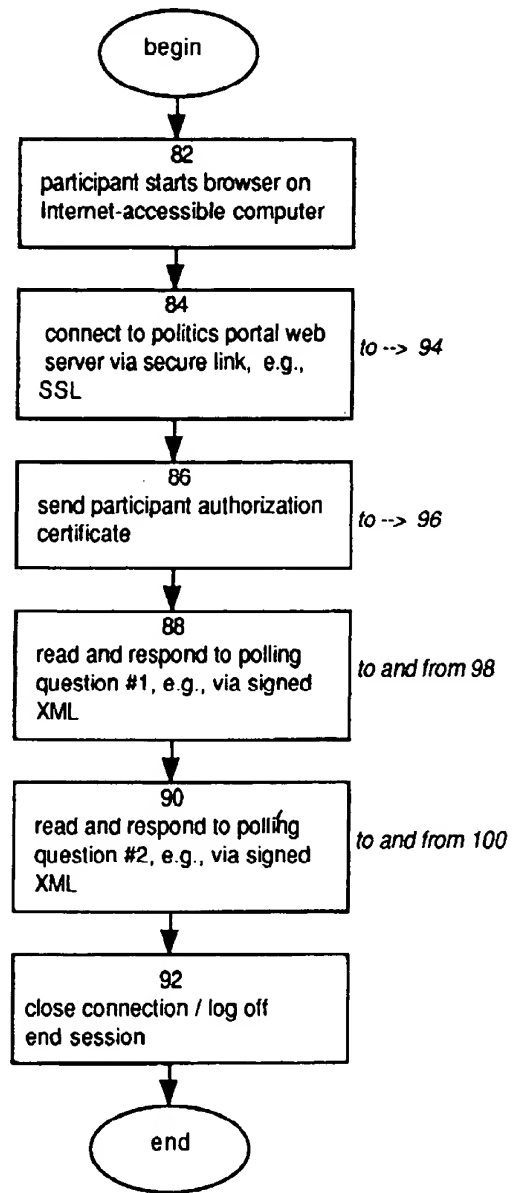 begin
82
participant starts browser on
Internet-accessible computer
84
connect to politics portal web
server via secure link, e.g.,
SSL
to --> 94
86
send participant authorization
certificate
to --> 96
88
read and respond to polling
question #1, e.g., via signed
XML
to and from 98
90
read and respond to polling
question #2, e.g., via signed
XML
to and from 100
92
close connection / log off
end session
end